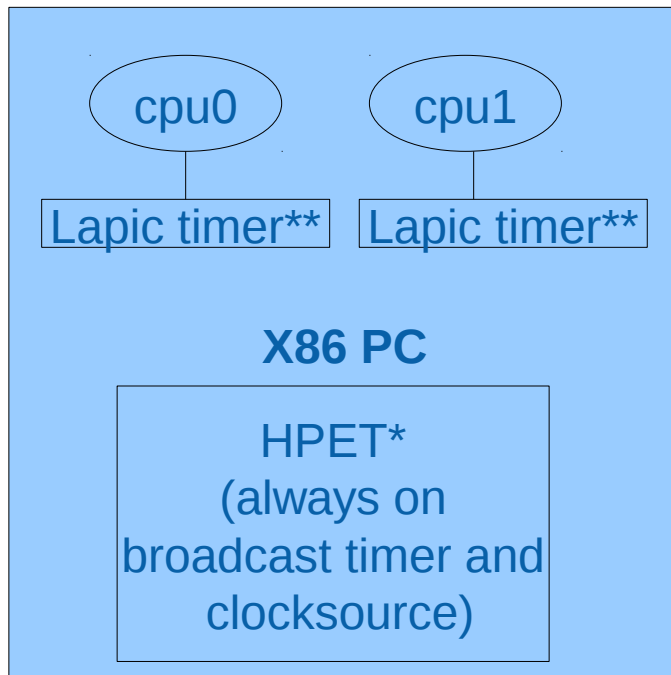 cpu0
cpu1
Lapic timer**
Lapic timer**
X86 PC
HPET*
(always on
broadcast timer and
clocksource)